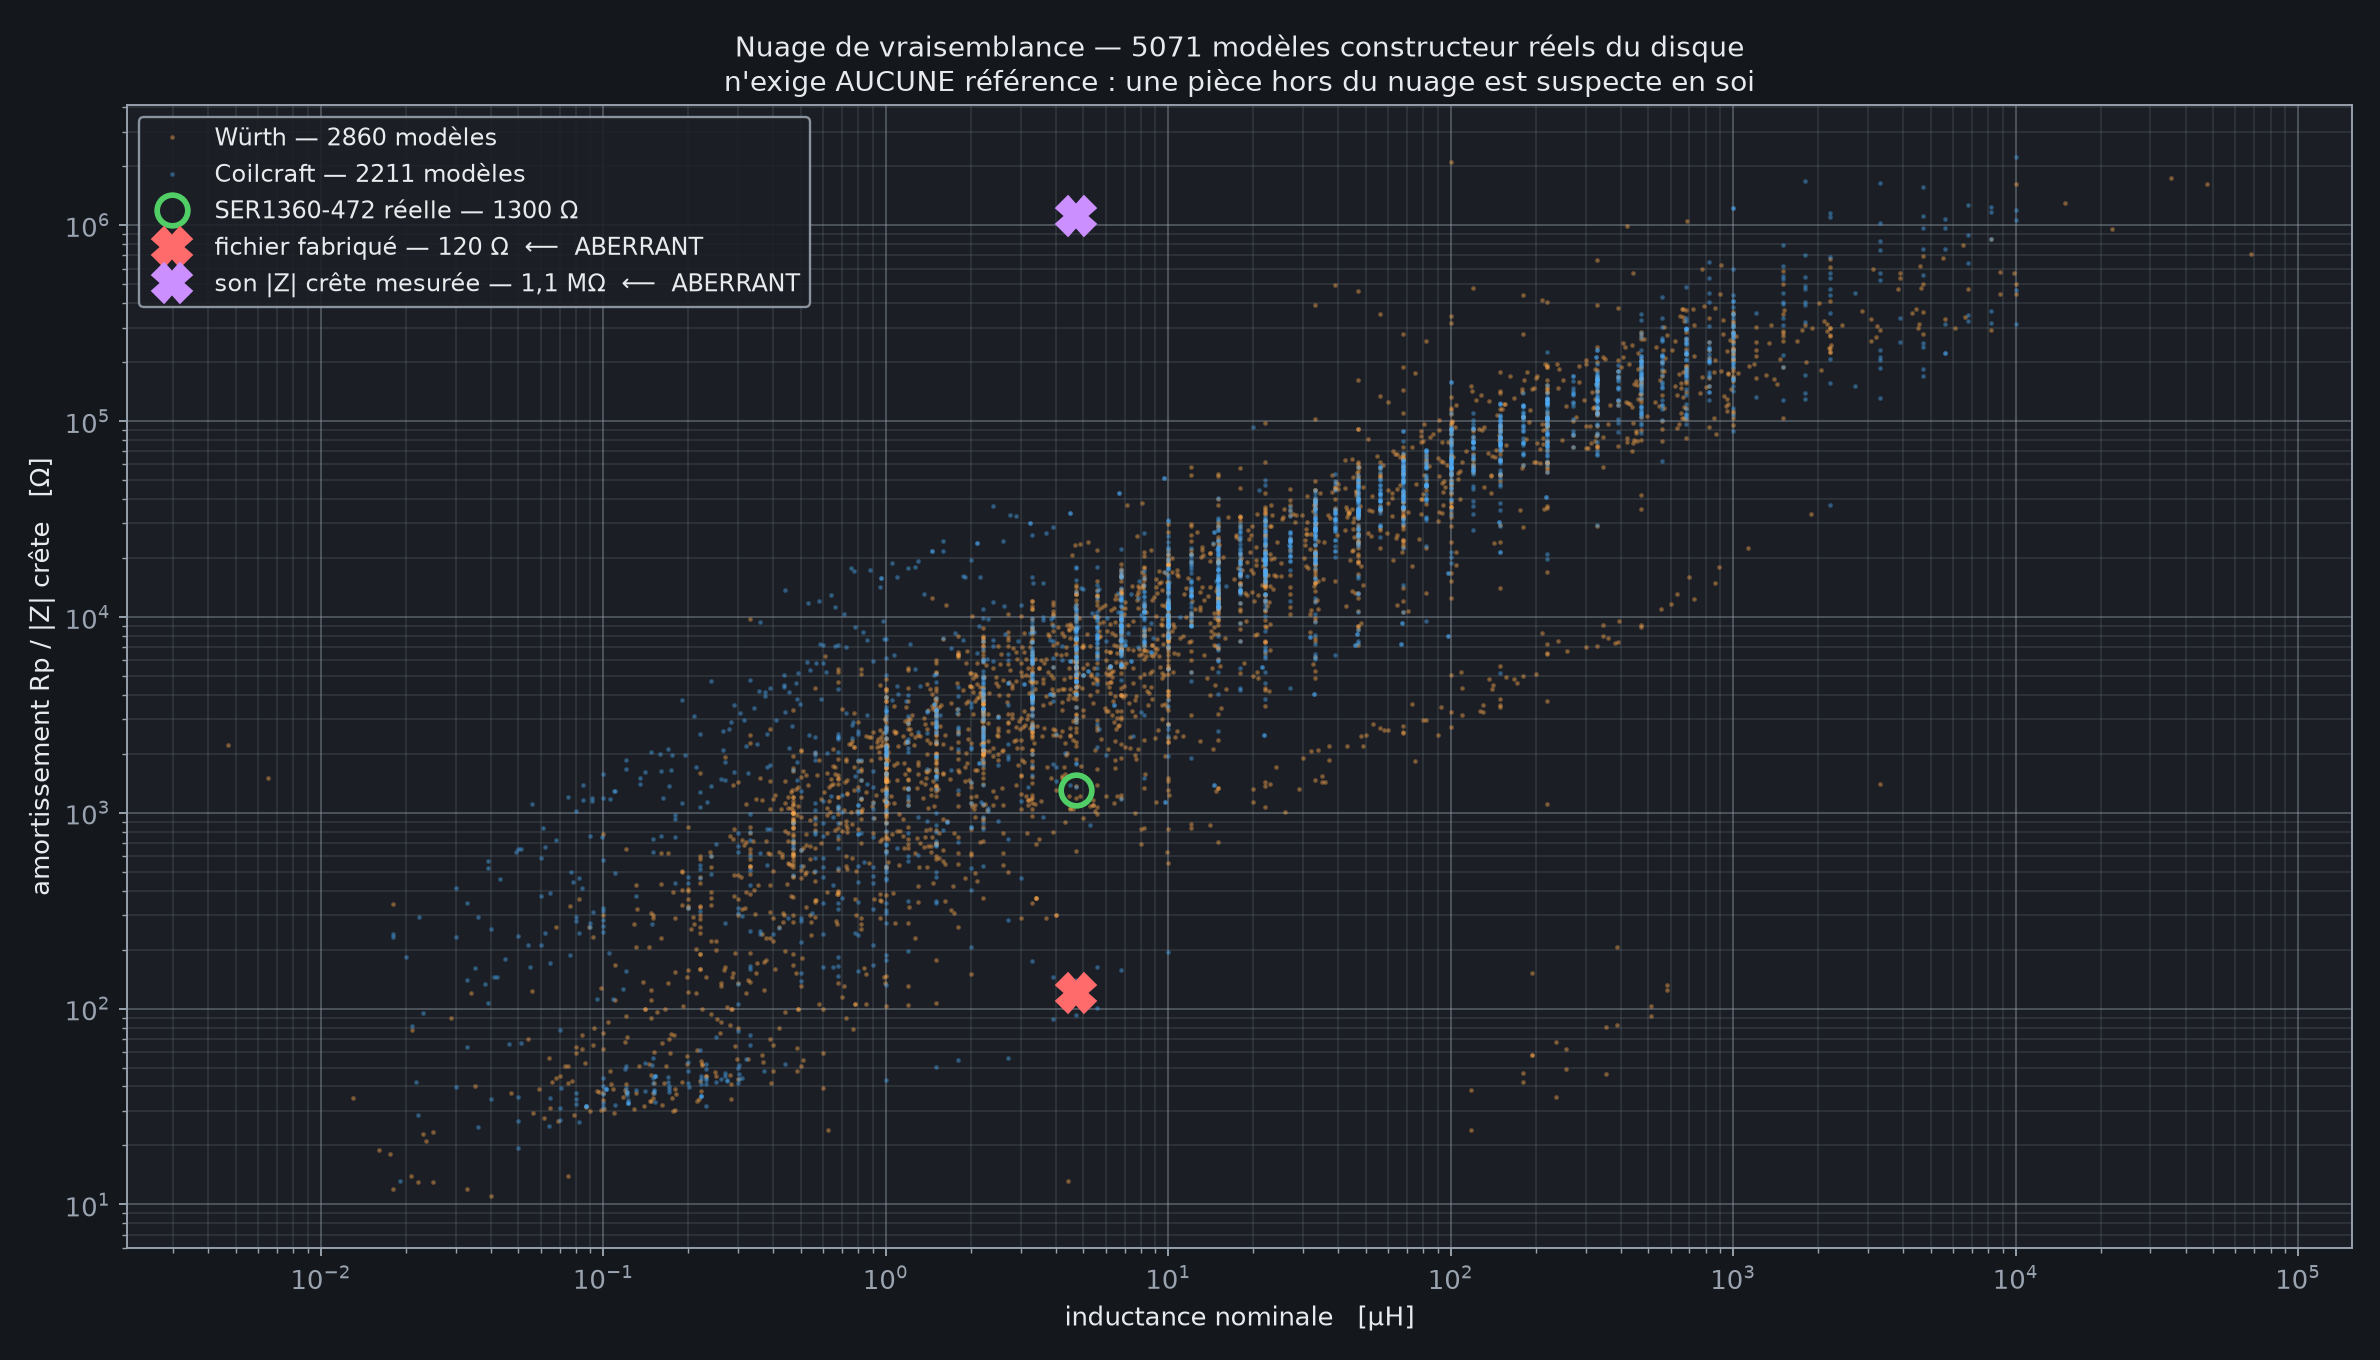 Nuage de vraisemblance — 5071 modèles constructeur réels du disque
n'exige AUCUNE référence : une pièce hors du nuage est suspecte en soi
Würth — 2860 modèles
Coilcraft — 2211 modèles
SER1360-472 réelle — 1300 Ω
fichier fabriqué — 120 Ω ⟵ ABERRANT
son |Z| crête mesurée — 1,1 MΩ ⟵ ABERRANT
amortissement Rp / |Z| crête [Ω]
10⁶
10⁵
10⁴
10³
10²
10¹
10⁻² 10⁻¹ 10⁰ 10¹ 10² 10³ 10⁴ 10⁵
inductance nominale [µH]